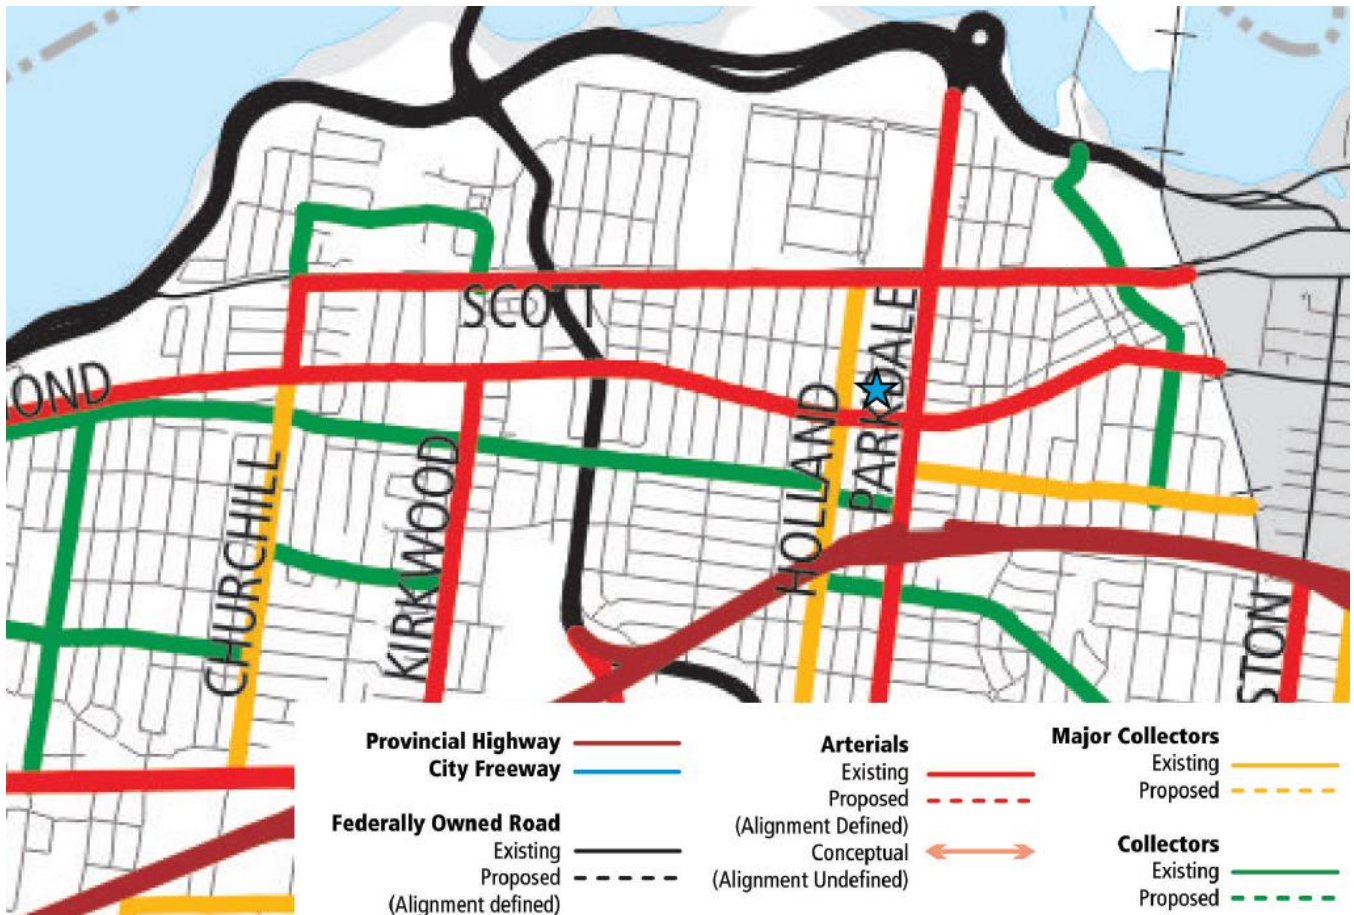 SCOTT
OND
PARKDALE
HOLLAND
KIRKWOOD
CHURCHILL
STON
Provincial Highway
City Freeway
Federally Owned Road
Existing
Proposed
(Alignment defined)
Arterials
Existing
Proposed
(Alignment Defined)
Conceptual
(Alignment Undefined)
Major Collectors
Existing
Proposed
Collectors
Existing
Proposed